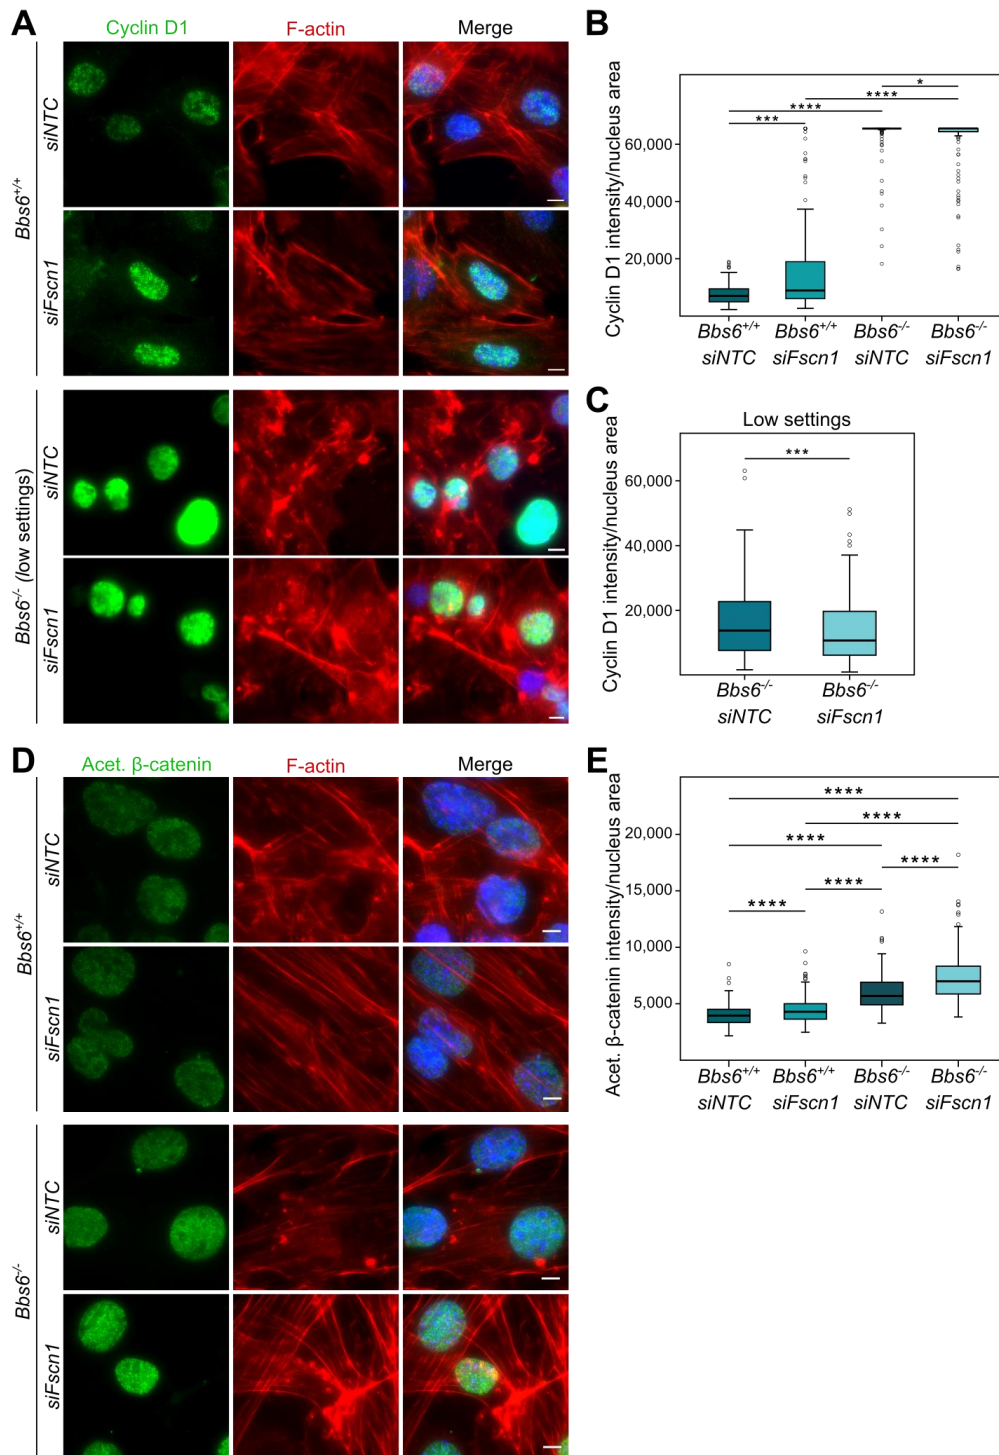 A
Cyclin D1
F-actin
Merge
Bbs6+/+
siNTC
siFscn1
Bbs6-/- (low settings)
siNTC
siFscn1
B
Cyclin D1 intensity/nucleus area
60,000
40,000
20,000
*
****
****
***
Bbs6+/+ Bbs6+/+ Bbs6-/- Bbs6-/-
siNTC siFscn1 siNTC siFscn1
C
Low settings
Cyclin D1 intensity/nucleus area
60,000
40,000
20,000
***
Bbs6-/- Bbs6-/-
siNTC siFscn1
D
Acet. β-catenin
F-actin
Merge
Bbs6+/+
siNTC
siFscn1
Bbs6-/-
siNTC
siFscn1
E
Acet. β-catenin intensity/nucleus area
20,000
15,000
10,000
5,000
****
****
****
****
****
****
Bbs6+/+ Bbs6+/+ Bbs6-/- Bbs6-/-
siNTC siFscn1 siNTC siFscn1